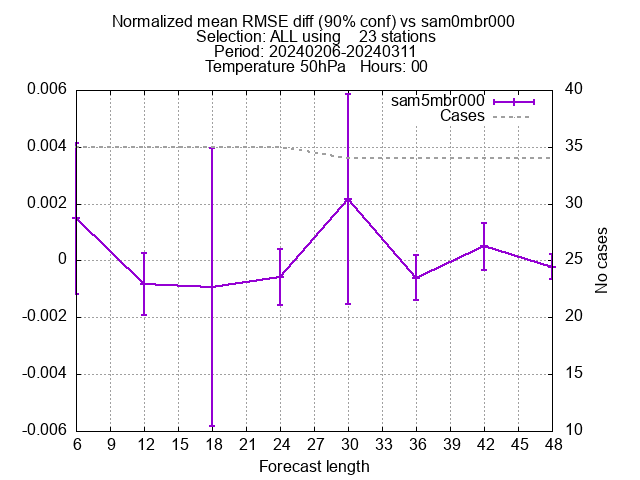 Normalized mean RMSE diff (90% conf) vs sam0mbr000
Selection: ALL using    23 stations
Period: 20240206-20240311
Temperature 50hPa   Hours: 00
0.006
0.004
0.002
0
-0.002
-0.004
-0.006
40
35
30
25
20
15
10
sam5mbr000
Cases
No cases
6 9 12 15 18 21 24 27 30 33 36 39 42 45 48
Forecast length